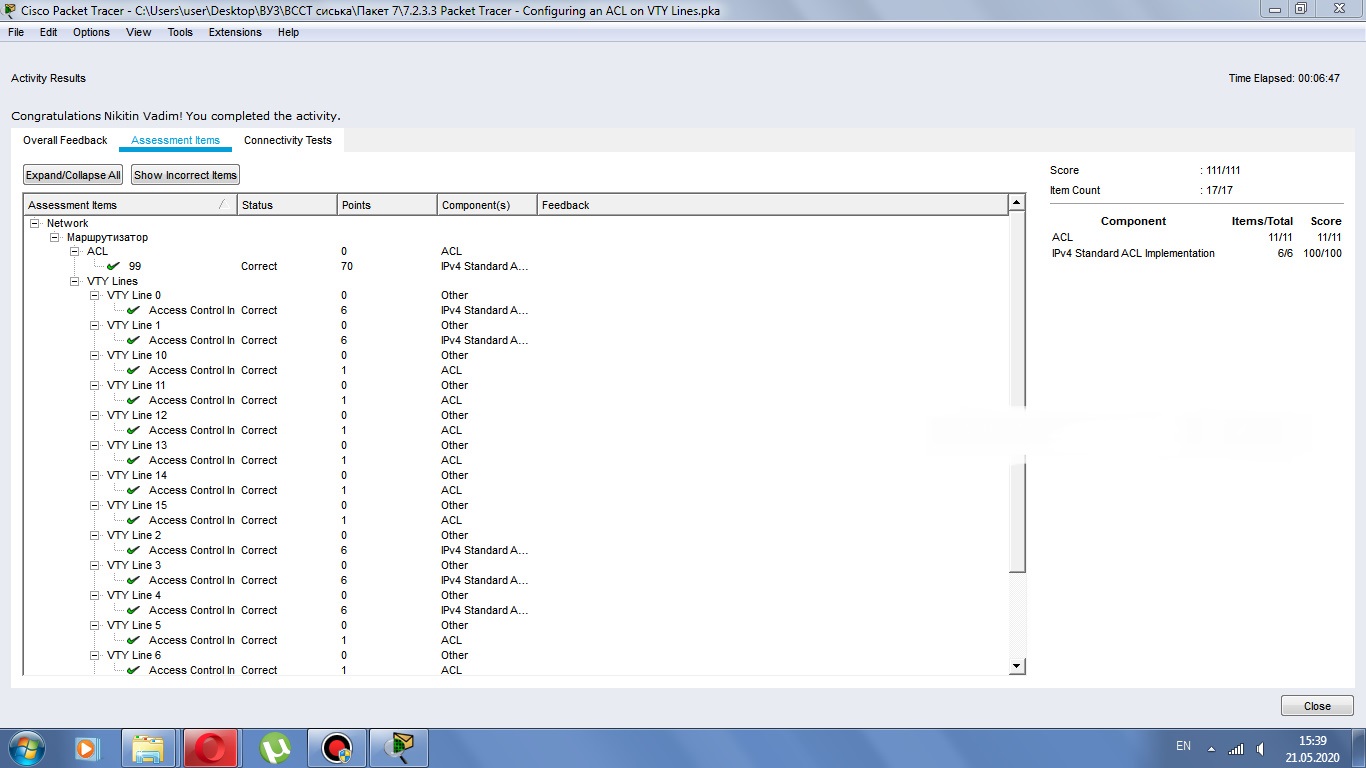 Cisco Packet Tracer - C:\Users\user\Desktop\ВУЗ\ВССТ сиська\Пакет 7\7.2.3.3 Packet Tracer - Configuring an ACL on VTY Lines.pka
File Edit Options View Tools Extensions Help
Activity Results
Time Elapsed: 00:06:47
Congratulations Nikitin Vadim! You completed the activity.
Overall Feedback Assessment Items Connectivity Tests
Expand/Collapse All Show Incorrect Items
Assessment Items Status Points Component(s) Feedback
Network
Маршрутизатор
ACL 0 ACL
99 Correct 70 IPv4 Standard A...
VTY Lines
VTY Line 0 0 Other
Access Control In Correct 6 IPv4 Standard A...
VTY Line 1 0 Other
Access Control In Correct 6 IPv4 Standard A...
VTY Line 10 0 Other
Access Control In Correct 1 ACL
VTY Line 11 0 Other
Access Control In Correct 1 ACL
VTY Line 12 0 Other
Access Control In Correct 1 ACL
VTY Line 13 0 Other
Access Control In Correct 1 ACL
VTY Line 14 0 Other
Access Control In Correct 1 ACL
VTY Line 15 0 Other
Access Control In Correct 1 ACL
VTY Line 2 0 Other
Access Control In Correct 6 IPv4 Standard A...
VTY Line 3 0 Other
Access Control In Correct 6 IPv4 Standard A...
VTY Line 4 0 Other
Access Control In Correct 6 IPv4 Standard A...
VTY Line 5 0 Other
Access Control In Correct 1 ACL
VTY Line 6 0 Other
Access Control In Correct 1 ACL
Score : 111/111
Item Count : 17/17
Component Items/Total Score
ACL 11/11 11/11
IPv4 Standard ACL Implementation 6/6 100/100
Close
EN
15:39
21.05.2020